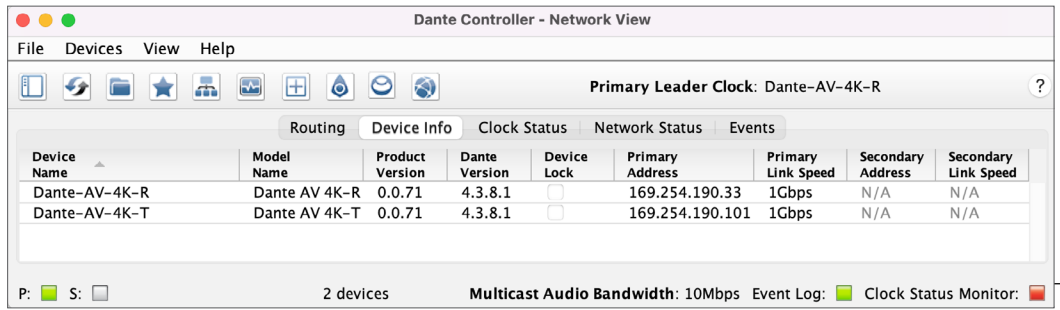 Dante Controller - Network View
File Devices View Help
Primary Leader Clock: Dante-AV-4K-R
?
Routing Device Info Clock Status Network Status Events
Device Model Product Dante Device Primary Primary Secondary Secondary
Name Name Version Version Lock Address Link Speed Address Link Speed
Dante-AV-4K-R Dante AV 4K-R 0.0.71 4.3.8.1 169.254.190.33 1Gbps N/A N/A
Dante-AV-4K-T Dante AV 4K-T 0.0.71 4.3.8.1 169.254.190.101 1Gbps N/A N/A
P: S: 2 devices Multicast Audio Bandwidth: 10Mbps Event Log: Clock Status Monitor: